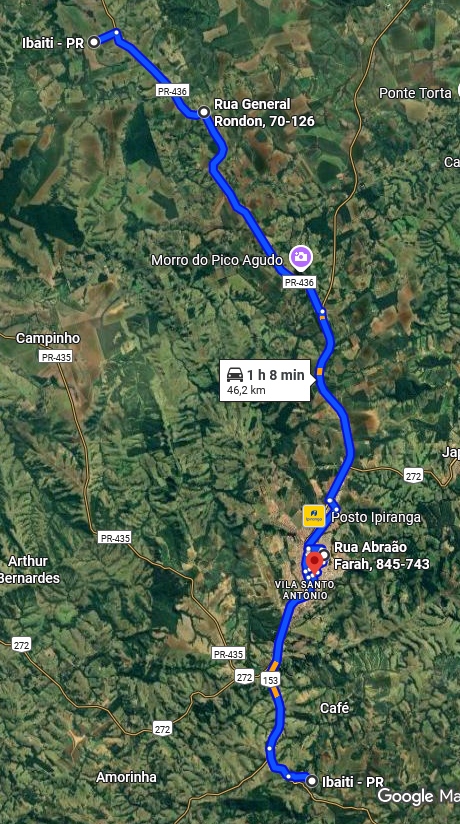 Ibaiti - PR
PR-436
Ponte Torta
Rua General
Rondon, 70-126
Ca
Morro do Pico Agudo
PR-436
Campinho
PR-435
1 h 8 min
46,2 km
Jap
272
Posto Ipiranga
PR-435
Rua Abraão
Farah, 845-743
Arthur
Bernardes
VILA SANTO
ANTÔNIO
272
PR-435
272
153
Café
272
Amorinha
Ibaiti - PR
Google Ma